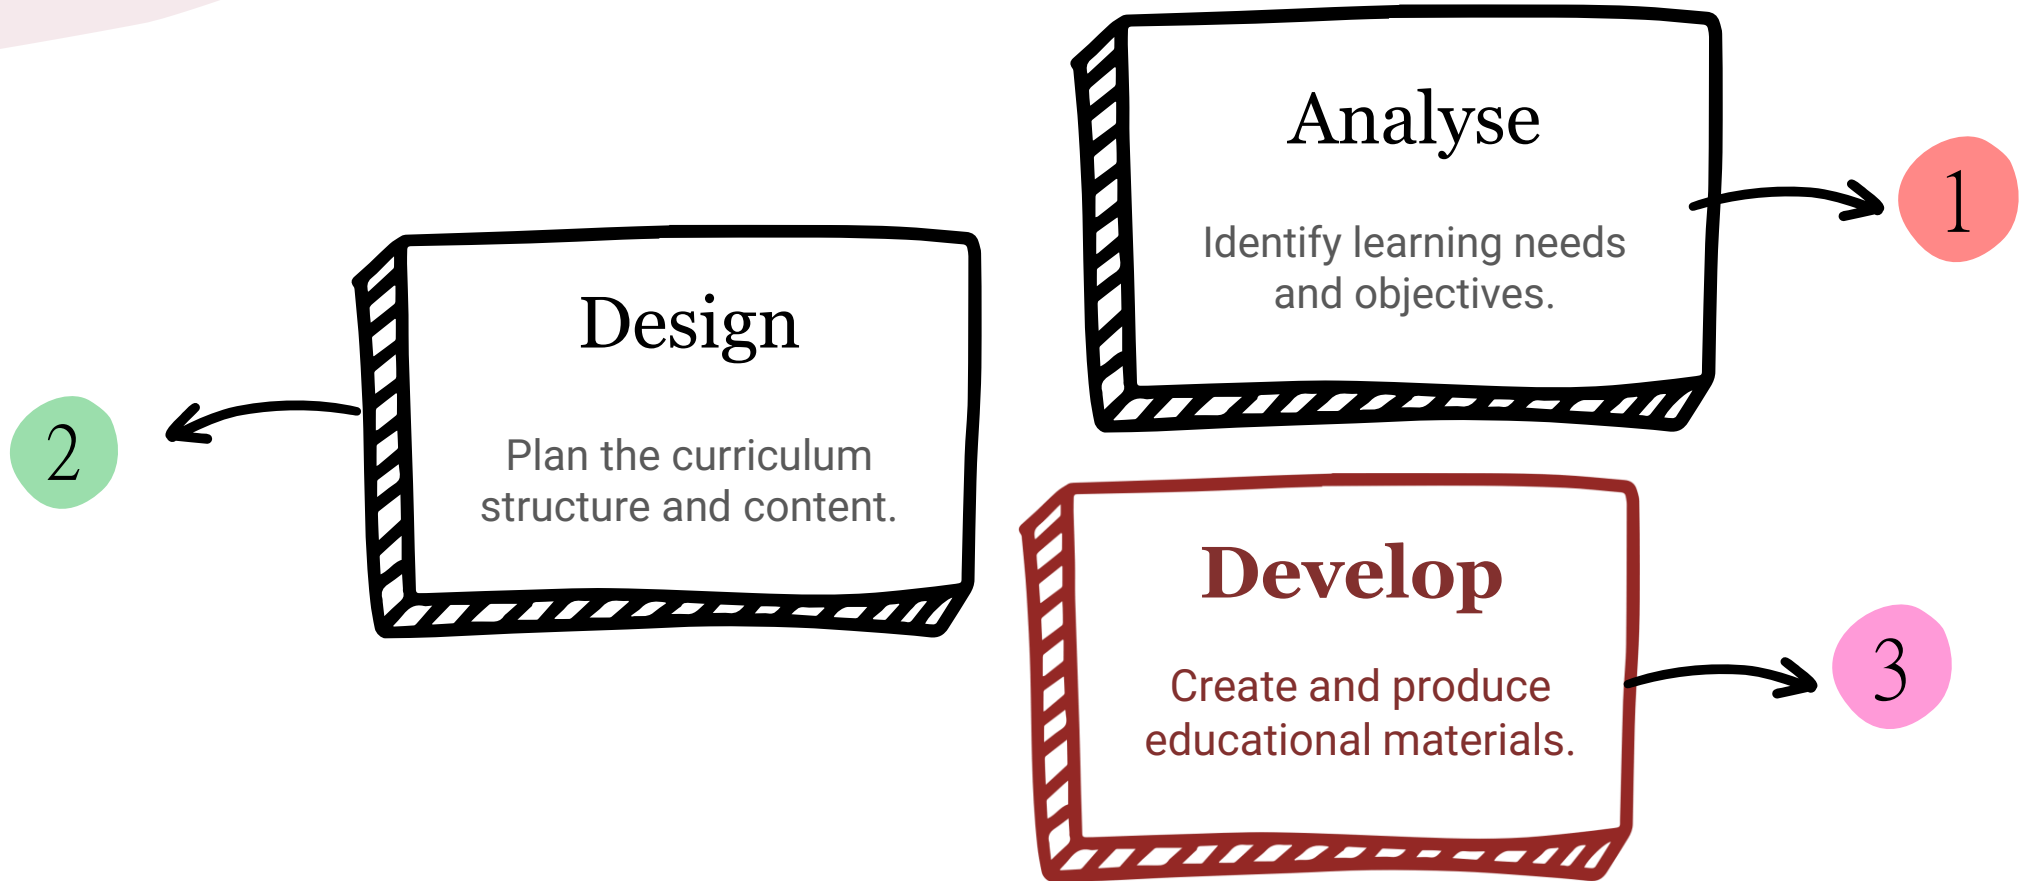 Analyse
Identify learning needs
and objectives.
1
Design
Plan the curriculum
structure and content.
2
Develop
Create and produce
educational materials.
3